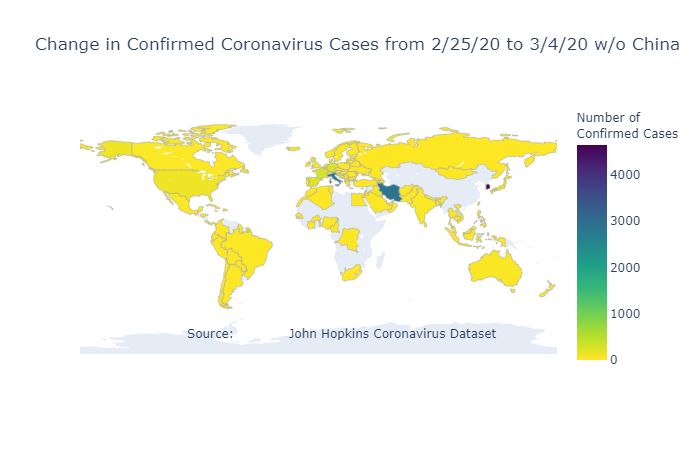 Change in Confirmed Coronavirus Cases from 2/25/20 to 3/4/20 w/o China
Number of
Confirmed Cases
4000
3000
2000
1000
0
Source: John Hopkins Coronavirus Dataset